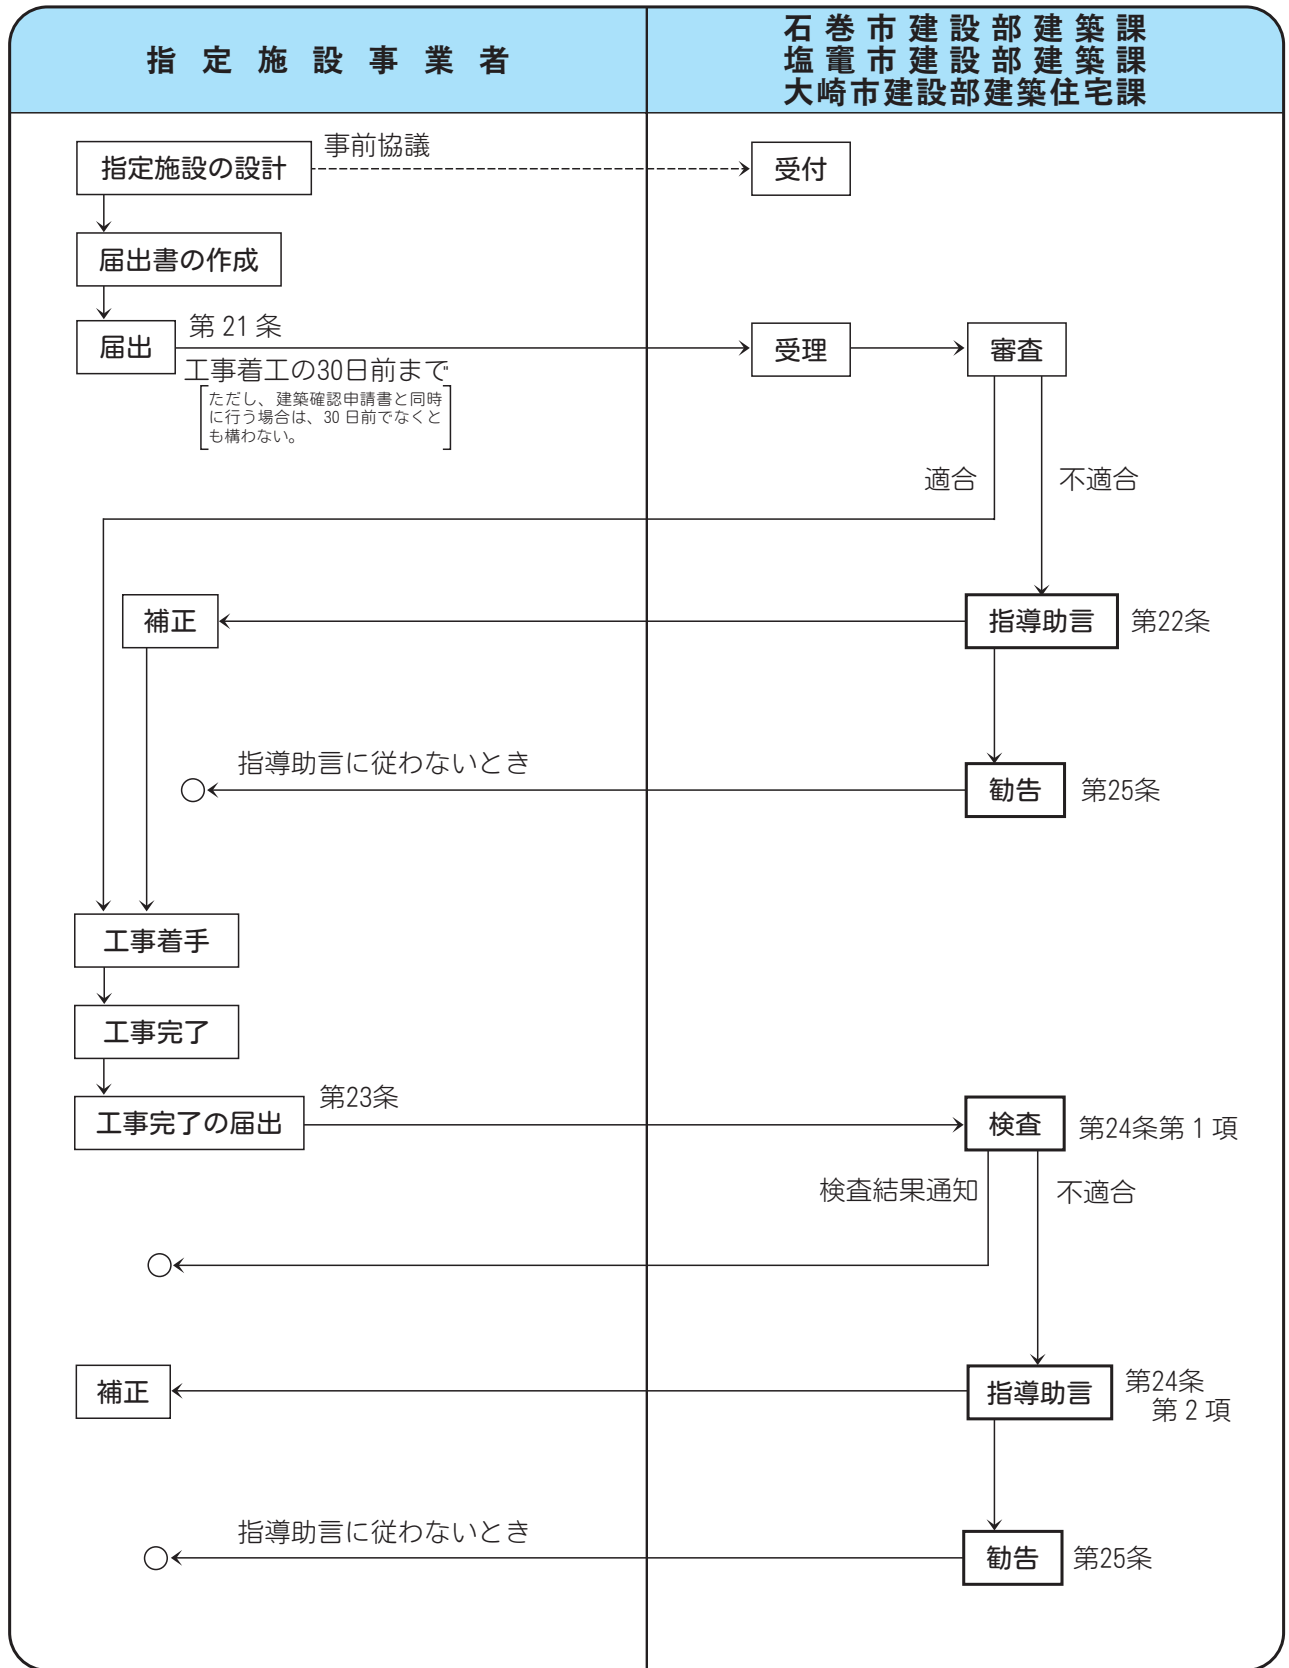 指定施設事業者
石巻市建設部建築課
塩竈市建設部建築課
大崎市建設部建築住宅課
指定施設の設計
事前協議
受付
届出書の作成
届出
第21条
工事着工の30日前まで
ただし、建築確認申請書と同時
に行う場合は、30日前でなくと
も構わない。
受理
審査
適合
不適合
補正
指導助言
第22条
指導助言に従わないとき
勧告
第25条
工事着手
工事完了
工事完了の届出
第23条
検査
第24条第1項
検査結果通知
不適合
補正
指導助言
第24条
第2項
指導助言に従わないとき
勧告
第25条